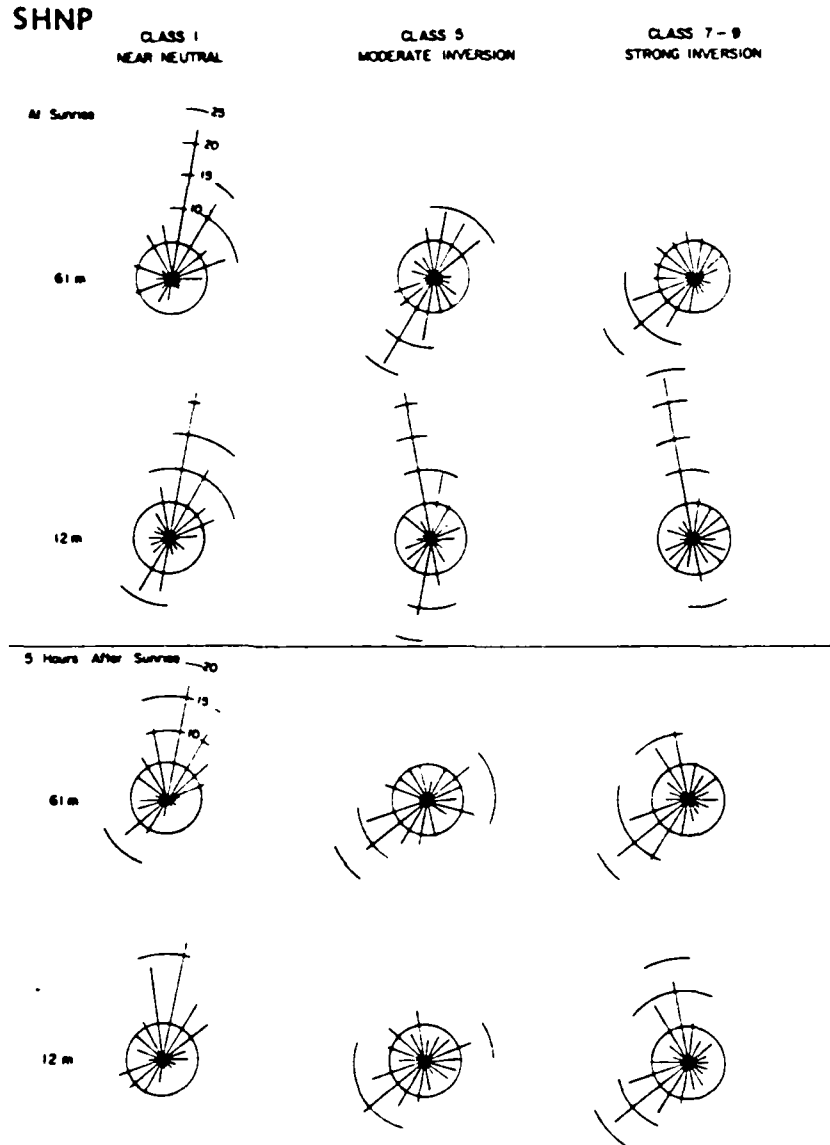 SHNP
CLASS 1 CLASS 5 CLASS 7-9
NEAR NEUTRAL MODERATE INVERSION STRONG INVERSION
At Sunrise
25
20
15
10
61 m
12 m
5 Hours After Sunrise
20
15
10
61 m
12 m